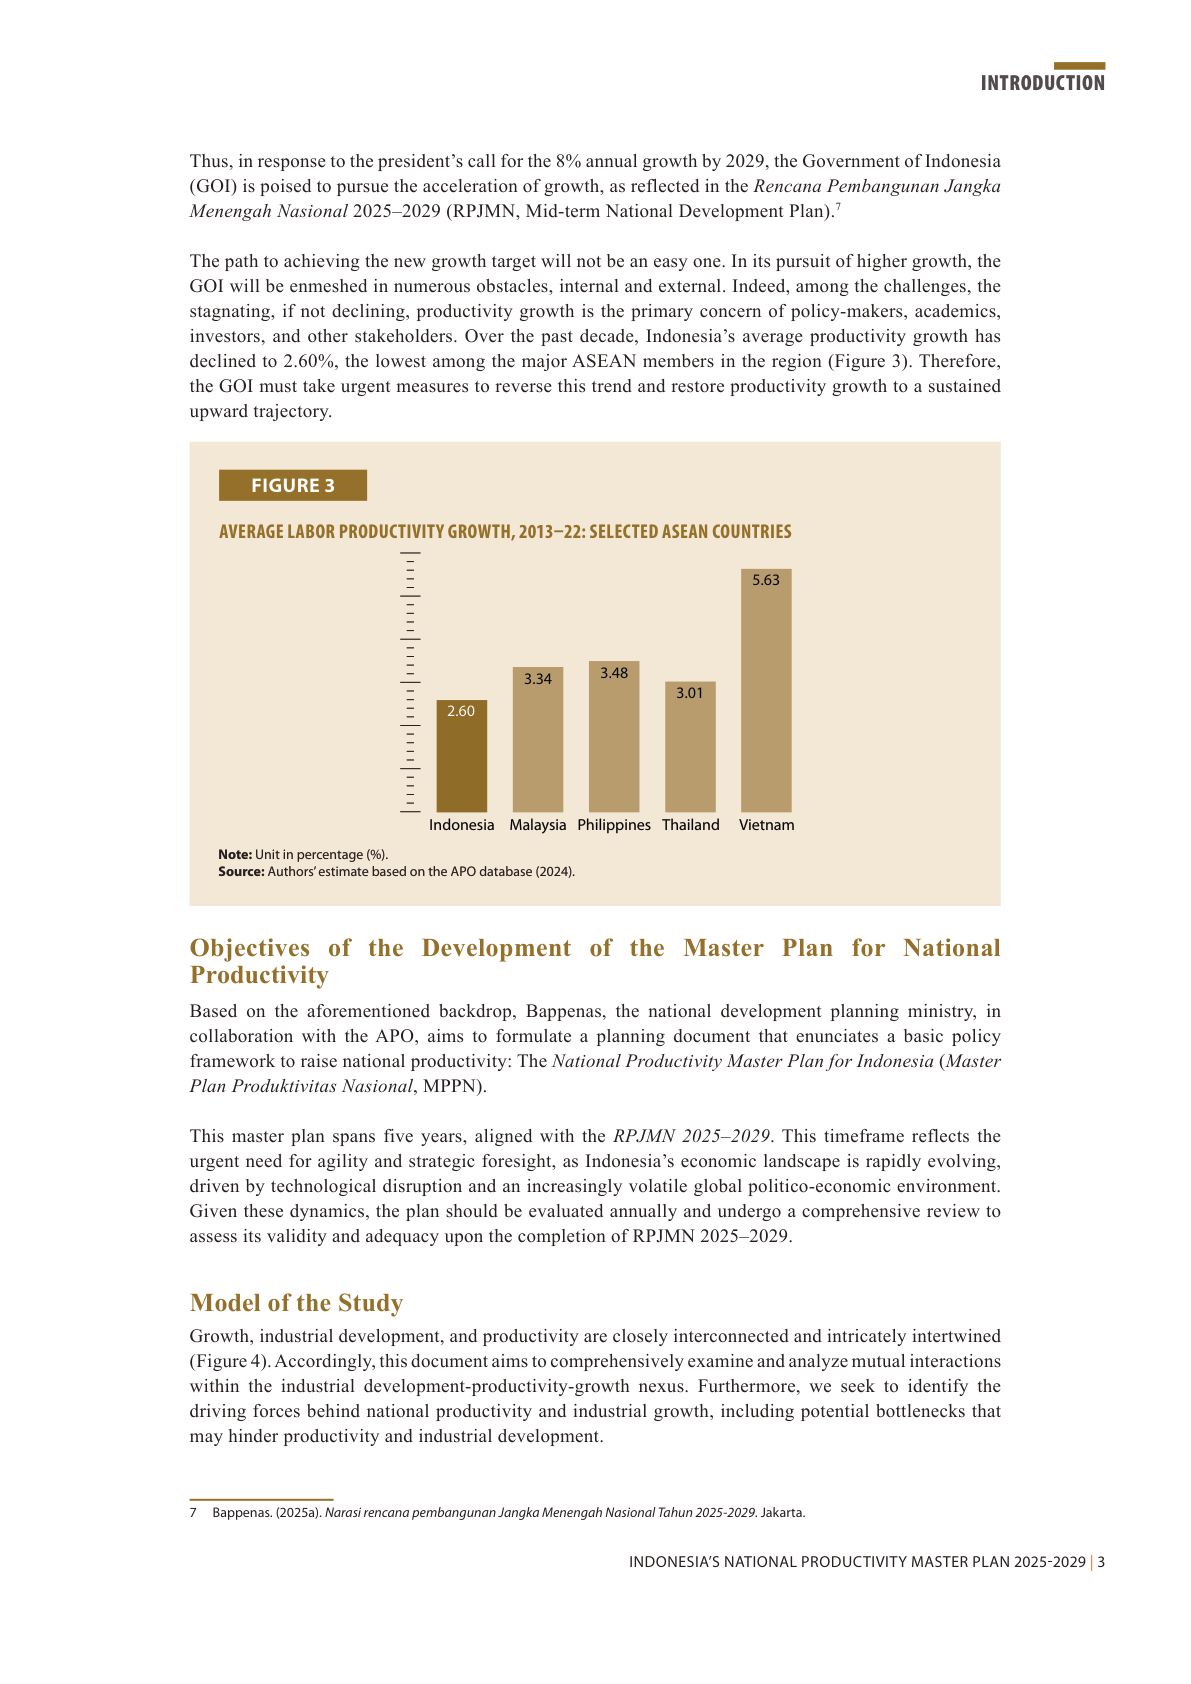 INTRODUCTION
Thus, in response to the president’s call for the 8% annual growth by 2029, the Government of Indonesia
(GOI) is poised to pursue the acceleration of growth, as reflected in the Rencana Pembangunan Jangka
Menengah Nasional 2025–2029 (RPJMN, Mid-term National Development Plan).7
The path to achieving the new growth target will not be an easy one. In its pursuit of higher growth, the
GOI will be enmeshed in numerous obstacles, internal and external. Indeed, among the challenges, the
stagnating, if not declining, productivity growth is the primary concern of policy-makers, academics,
investors, and other stakeholders. Over the past decade, Indonesia’s average productivity growth has
declined to 2.60%, the lowest among the major ASEAN members in the region (Figure 3). Therefore,
the GOI must take urgent measures to reverse this trend and restore productivity growth to a sustained
upward trajectory.
FIGURE 3
AVERAGE LABOR PRODUCTIVITY GROWTH, 2013–22: SELECTED ASEAN COUNTRIES
5.63
3.48
3.34
3.01
2.60
Indonesia Malaysia Philippines Thailand Vietnam
Note: Unit in percentage (%).
Source: Authors’ estimate based on the APO database (2024).
Objectives of the Development of the Master Plan for National
Productivity
Based on the aforementioned backdrop, Bappenas, the national development planning ministry, in
collaboration with the APO, aims to formulate a planning document that enunciates a basic policy
framework to raise national productivity: The National Productivity Master Plan for Indonesia (Master
Plan Produktivitas Nasional, MPPN).
This master plan spans five years, aligned with the RPJMN 2025–2029. This timeframe reflects the
urgent need for agility and strategic foresight, as Indonesia’s economic landscape is rapidly evolving,
driven by technological disruption and an increasingly volatile global politico-economic environment.
Given these dynamics, the plan should be evaluated annually and undergo a comprehensive review to
assess its validity and adequacy upon the completion of RPJMN 2025–2029.
Model of the Study
Growth, industrial development, and productivity are closely interconnected and intricately intertwined
(Figure 4). Accordingly, this document aims to comprehensively examine and analyze mutual interactions
within the industrial development-productivity-growth nexus. Furthermore, we seek to identify the
driving forces behind national productivity and industrial growth, including potential bottlenecks that
may hinder productivity and industrial development.
7 Bappenas. (2025a). Narasi rencana pembangunan Jangka Menengah Nasional Tahun 2025-2029. Jakarta.
INDONESIA’S NATIONAL PRODUCTIVITY MASTER PLAN 2025-2029 | 3